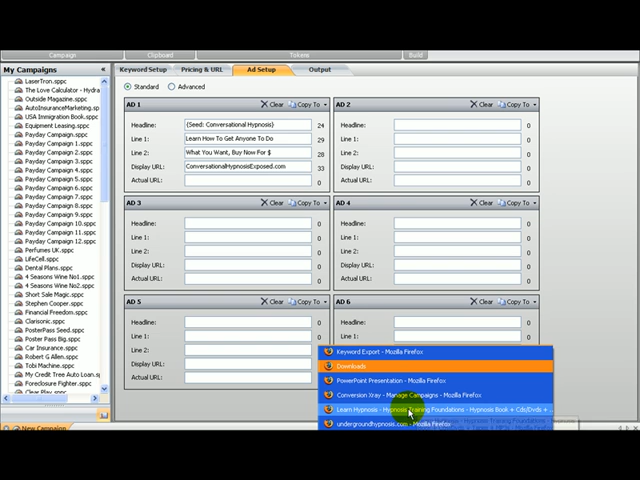 Campaign Clipboard Tokens Build
My Campaigns «
LaserTron.sppc
The Love Calculator - Hydra
Outside Magazine.sppc
AutoInsuranceMarketing.sp
USA Immigration Book.sppc
Equipment Leasing.sppc
Payday Campaign.sppc
Payday Campaign 1.sppc
Payday Campaign 2.sppc
Payday Campaign 3.sppc
Payday Campaign 4.sppc
Payday Campaign 5.sppc
Payday Campaign 6.sppc
Payday Campaign 7.sppc
Payday Campaign 8.sppc
Payday Campaign 9.sppc
Payday Campaign 10.sppc
Payday Campaign 11.sppc
Payday Campaign 12.sppc
Perfumes UK.sppc
LifeCell.sppc
Dental Plans.sppc
4 Seasons Wine No1.sppc
4 Seasons Wine No2.sppc
Short Sale Magic.sppc
Stephen Cooper.sppc
Financial Freedom.sppc
Clarisonic.sppc
PosterPass Seed.sppc
Poster Pass Big.sppc
Car Insurance.sppc
Robert G Allen.sppc
Tobi Machine.sppc
My Credit Tree Auto Loan.s
Foreclosure Fighter.sppc
Clear Play.sppc
New Campaign
Keyword Setup Pricing & URL Ad Setup Output
Standard Advanced
AD 1 Clear Copy To
Headline: {Seed: Conversational Hypnosis} 24
Line 1: Learn How To Get Anyone To Do 29
Line 2: What You Want, Buy Now For $ 28
Display URL: ConversationalHypnosisExposed.com 33
Actual URL: 0
AD 2 Clear Copy To
Headline: 0
Line 1: 0
Line 2: 0
Display URL: 0
Actual URL: 0
AD 3 Clear Copy To
Headline: 0
Line 1: 0
Line 2: 0
Display URL: 0
Actual URL: 0
AD 4 Clear Copy To
Headline: 0
Line 1: 0
Line 2: 0
Display URL: 0
Actual URL: 0
AD 5 Clear Copy To
Headline: 0
Line 1: 0
Line 2:
Display URL:
Actual URL:
AD 6 Clear Copy To
Headline: 0
Line 1: 0
Keyword Export - Mozilla Firefox
Downloads
PowerPoint Presentation - Mozilla Firefox
Conversion Xray - Manage Campaigns - Mozilla Firefox
Learn Hypnosis - Hypnosis Training Foundations - Hypnosis Book + Cds/Dvds + ...
undergroundhypnosis.com - Mozilla Firefox